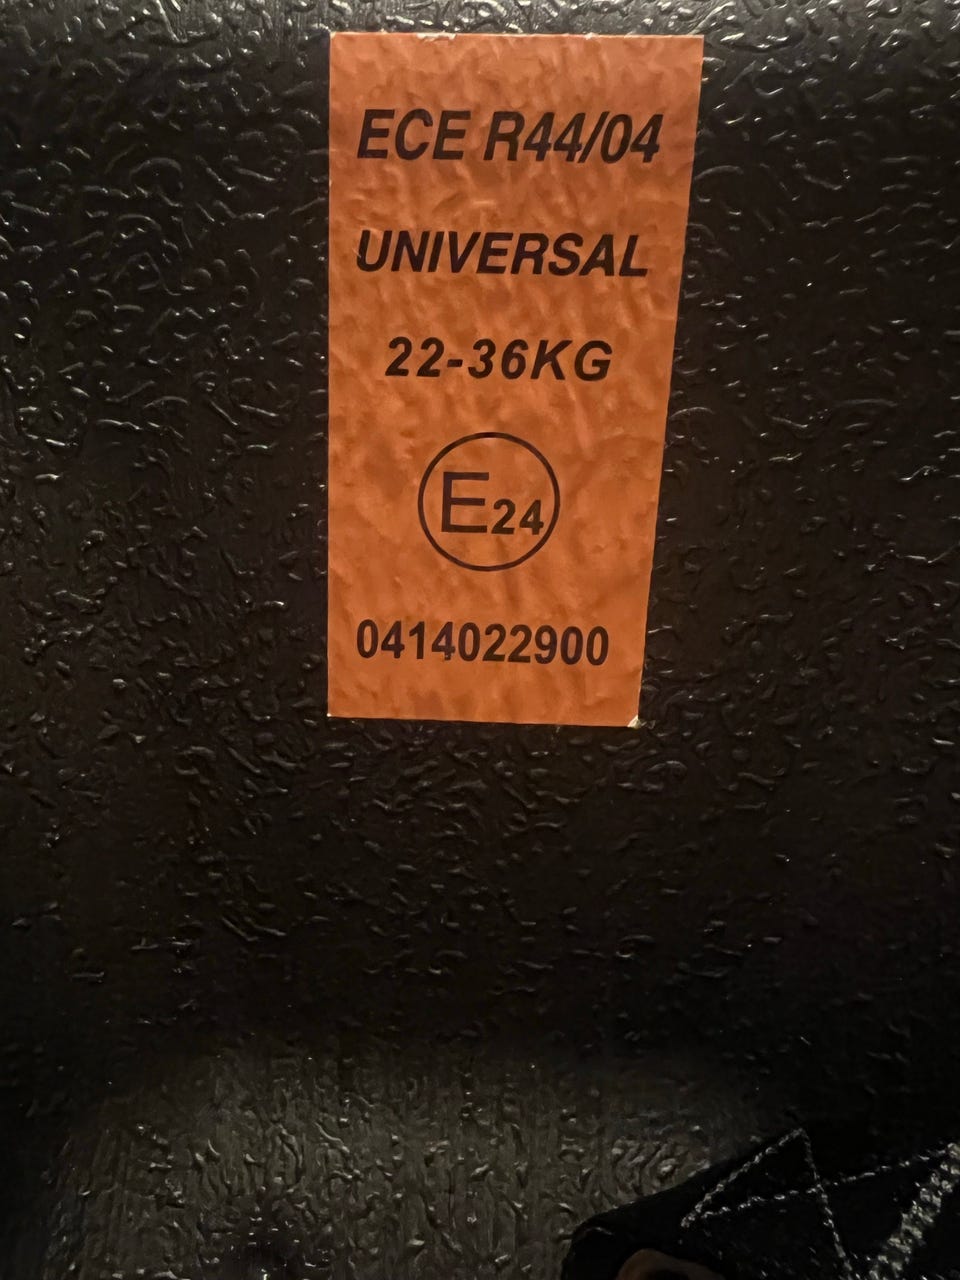 ECE R44/04
UNIVERSAL
22-36KG
E24
0414022900